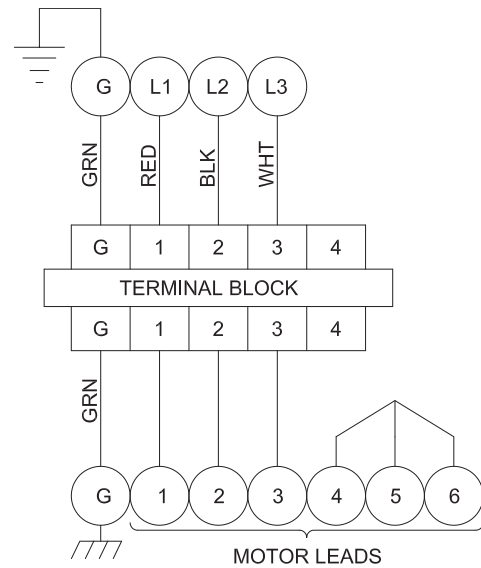 G L1 L2 L3
GRN RED BLK WHT
G 1 2 3 4
TERMINAL BLOCK
G 1 2 3 4
GRN
G 1 2 3 4 5 6
MOTOR LEADS